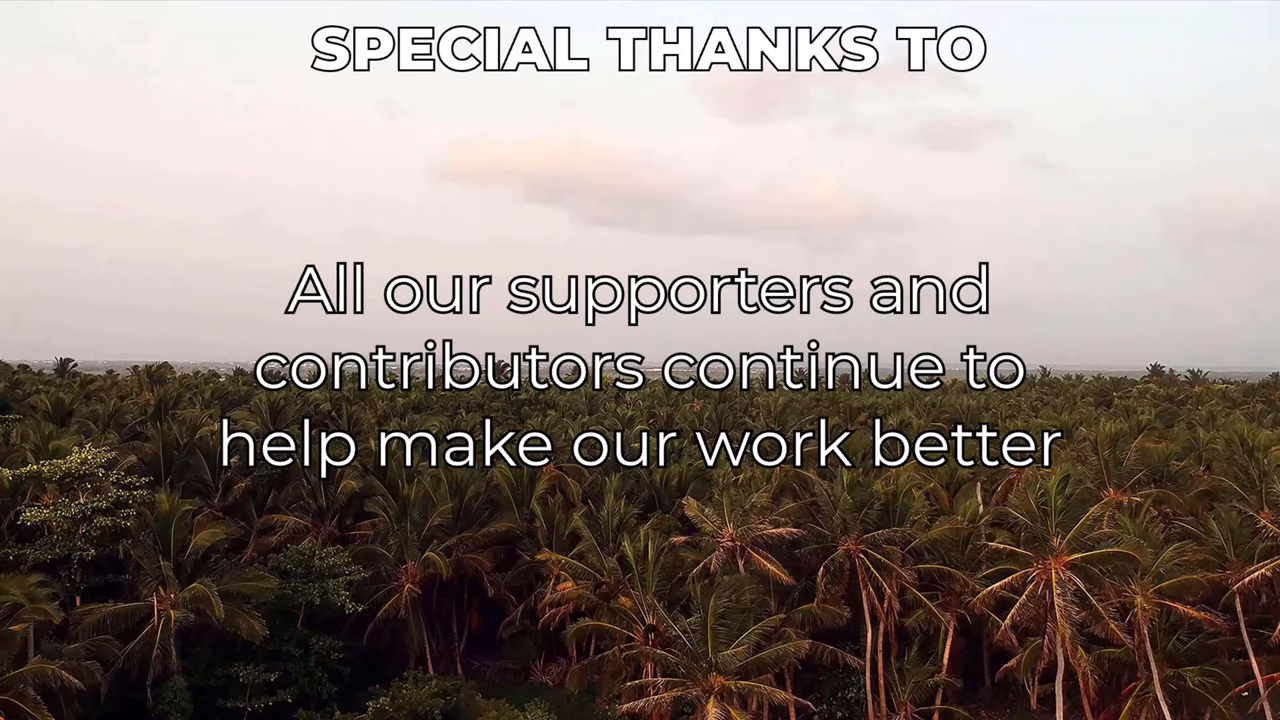 SPECIAL THANKS TO
All our supporters and
contributors continue to
help make our work better